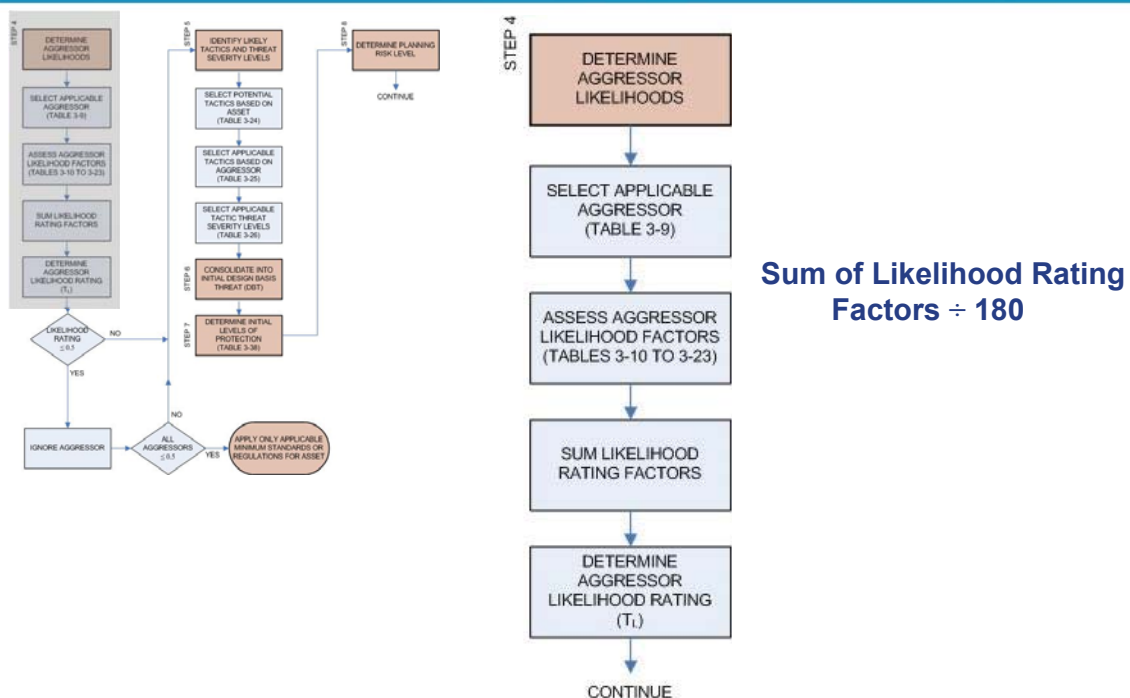 STEP 4
DETERMINE
AGGRESSOR
LIKELIHOODS
SELECT APPLICABLE
AGGRESSOR
(TABLE 3-9)
ASSESS AGGRESSOR
LIKELIHOOD FACTORS
(TABLES 3-10 TO 3-23)
SUM LIKELIHOOD
RATING FACTORS
DETERMINE
AGGRESSOR
LIKELIHOOD RATING
(TL)
LIKELIHOOD
RATING
≤ 0.5
NO
YES
IGNORE AGGRESSOR
ALL
AGGRESSORS
≤ 0.5
NO
YES
APPLY ONLY APPLICABLE
MINIMUM STANDARDS OR
REGULATIONS FOR ASSET
STEP 5
IDENTIFY LIKELY
TACTICS AND THREAT
SEVERITY LEVELS
SELECT POTENTIAL
TACTICS BASED ON
ASSET
(TABLE 3-24)
SELECT APPLICABLE
TACTICS BASED ON
AGGRESSOR
(TABLE 3-25)
SELECT APPLICABLE
TACTIC THREAT
SEVERITY LEVELS
(TABLE 3-26)
STEP 6
CONSOLIDATE INTO
INITIAL DESIGN BASIS
THREAT (DBT)
STEP 7
DETERMINE INITIAL
LEVELS OF
PROTECTION
(TABLE 3-38)
DETERMINE PLANNING
RISK LEVEL
CONTINUE
STEP 4
DETERMINE
AGGRESSOR
LIKELIHOODS
SELECT APPLICABLE
AGGRESSOR
(TABLE 3-9)
ASSESS AGGRESSOR
LIKELIHOOD FACTORS
(TABLES 3-10 TO 3-23)
SUM LIKELIHOOD
RATING FACTORS
DETERMINE
AGGRESSOR
LIKELIHOOD RATING
(TL)
CONTINUE
Sum of Likelihood Rating
Factors ÷ 180